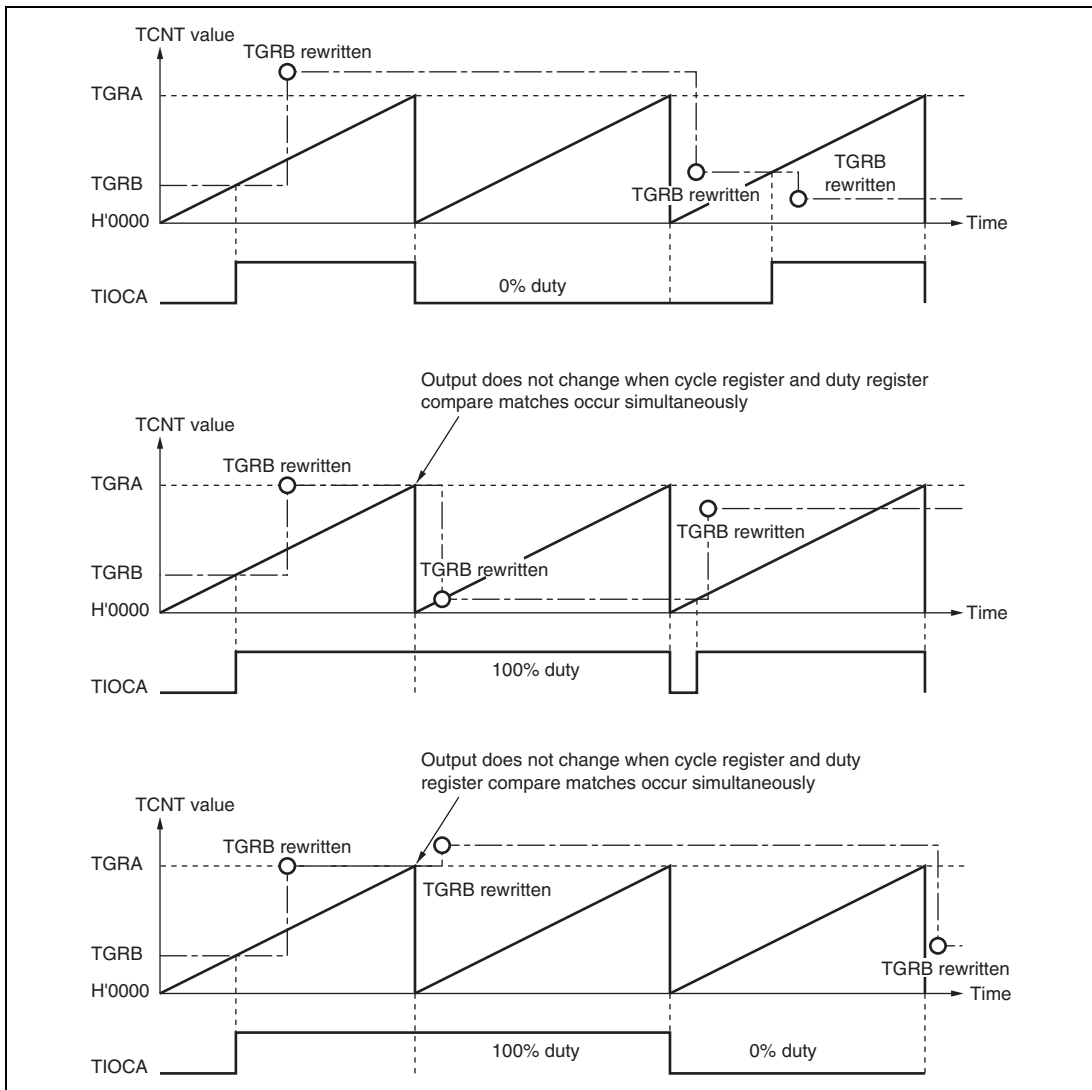 TCNT value
TGRB rewritten
TGRA
TGRB
rewritten
TGRB
TGRB rewritten
H'0000
Time
0% duty
TIOCA
Output does not change when cycle register and duty register
compare matches occur simultaneously
TCNT value
TGRB rewritten
TGRA
TGRB rewritten
TGRB
TGRB rewritten
H'0000
Time
100% duty
TIOCA
Output does not change when cycle register and duty
register compare matches occur simultaneously
TCNT value
TGRB rewritten
TGRA
TGRB rewritten
TGRB
TGRB rewritten
H'0000
Time
100% duty
0% duty
TIOCA